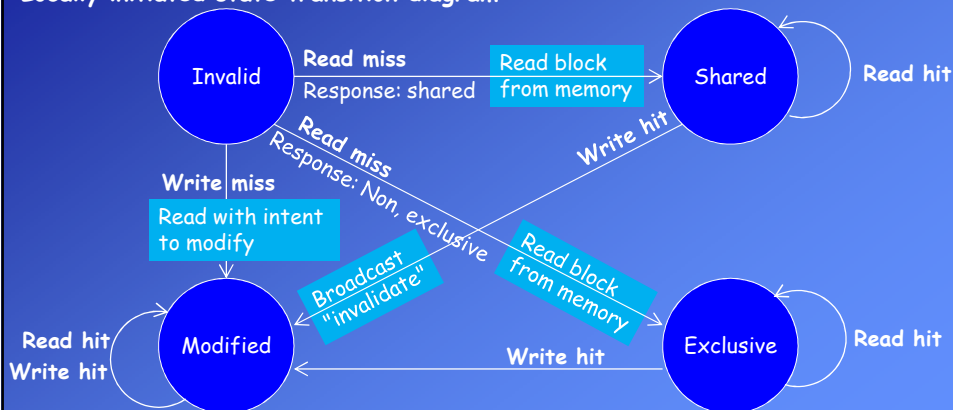 Locally initiated state transition diagram
Invalid
Read miss
Response: shared
Read block
from memory
Shared
Read hit
Read miss
Response: Non, exclusive
Write hit
Write miss
Read with intent
to modify
Broadcast
"invalidate"
Read block
from memory
Read hit
Write hit
Modified
Write hit
Exclusive
Read hit